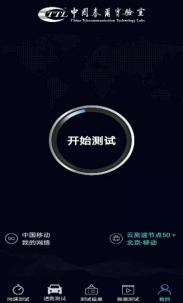 CTTL 中国泰尔实验室
China Telecommunication Technology Labs
开始测试
5G 中国移动
我的网络
云测速节点50 >
北京·移动
网速测试
测试结果
我的